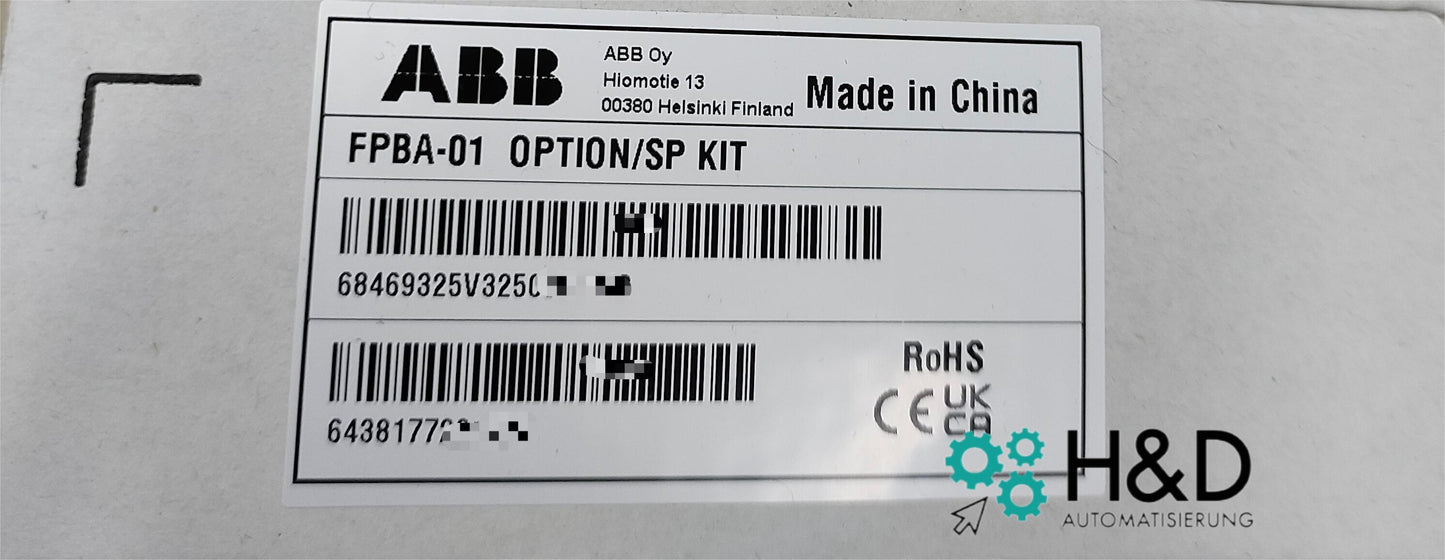 ABB
ABB Oy
Hiomotie 13
00380 Helsinki Finland
Made in China
FPBA-01 OPTION/SP KIT
RoHS
CE
UK
CA
H&D
AUTOMATISIERUNG